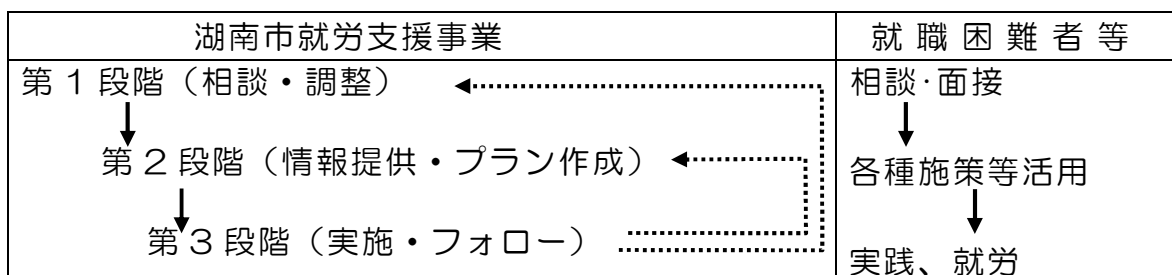 湖南市就労支援事業
就職困難者等
第1段階（相談・調整）
第2段階（情報提供・プラン作成）
第3段階（実施・フォロー）
相談・面接
各種施策等活用
実践、就労